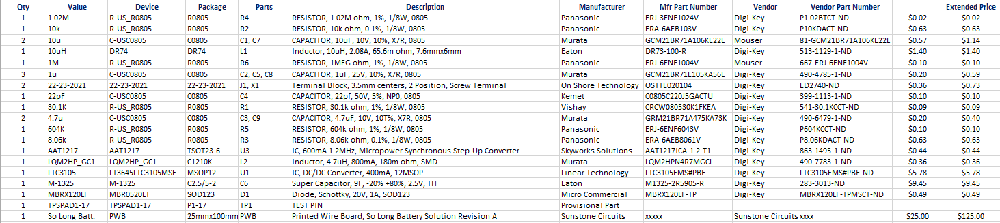 Qty Value Device Package Parts Description Manufacturer Mfr Part Number Vendor Vendor Part Number Extended Price
1 1.02M R-US_R0805 R0805 R4 RESISTOR, 1.02M ohm, 1%, 1/8W, 0805 Panasonic ERJ-3ENF1024V Digi-Key P1.02BTCT-ND $0.02 $0.02
1 10k R-US_R0805 R0805 R2 RESISTOR, 10k ohm, 0.1%, 1/8W, 0805 Panasonic ERA-6AEB103V Digi-Key P10KDACT-ND $0.63 $0.63
2 10u C-USC0805 C0805 C1, C7 CAPACITOR, 10uF, 10V, 10%, X7R, 0805 Murata GCM21BR71A106KE22L Mouser 81-GCM21BR71A106KE22L $0.57 $1.14
1 10uH DR74 DR74 L1 Inductor, 10uH, 2.08A, 65.6m ohm, 7.6mmx6mm Eaton DR73-100-R Digi-Key 513-1129-1-ND $1.40 $1.40
1 1M R-US_R0805 R0805 R6 RESISTOR, 1MEG ohm, 1%, 1/8W, 0805 Panasonic ERJ-6ENF1004V Mouser 667-ERJ-6ENF1004V $0.10 $0.10
3 1u C-USC0805 C0805 C2, C5, C8 CAPACITOR, 1uF, 25V, 10%, X7R, 0805 Murata GCM21BR71E105KA56L Digi-Key 490-4785-1-ND $0.20 $0.59
2 22-23-2021 22-23-2021 22-23-2021 J1, X1 Terminal Block, 3.5mm centers, 2 Position, Screw Terminal On Shore Technology OSTTE020104 Digi-Key ED2740-ND $0.36 $0.73
1 22pF C-USC0805 C0805 C4 CAPACITOR, 22pf, 50V, 5%, NP0, 0805 Kemet C0805C220J5GACTU Digi-Key 399-1113-1-ND $0.10 $0.10
1 30.1K R-US_R0805 R0805 R1 RESISTOR, 30.1k ohm, 1%, 1/8W, 0805 Vishay CRCW080530K1FKEA Digi-Key 541-30.1KCCT-ND $0.09 $0.09
2 4.7u C-USC0805 C0805 C3, C9 CAPACITOR, 4.7uF, 10V, 10T%, X7R, 0805 Murata GRM21BR71A475KA73K Digi-Key 490-6479-1-ND $0.20 $0.40
1 604K R-US_R0805 R0805 R5 RESISTOR, 604k ohm, 1%, 1/8W, 0805 Panasonic ERJ-6ENF6043V Digi-Key P604KCCT-ND $0.10 $0.10
1 8.06k R-US_R0805 R0805 R3 RESISTOR, 8.06k ohm, 0.1%, 1/8W, 0805 Panasonic ERA-6AEB8061V Digi-Key P8.06KDACT-ND $0.63 $0.63
1 AAT1217 AAT1217 TSOT23-6 U3 IC, 600mA 1.2MHz, Micropower Synchronous Step-Up Converter Skyworks Solutions AAT1217ICA-1.2-T1 Digi-Key 863-1495-1-ND $0.44 $0.44
1 LQM2HP_GC1 LQM2HP_GC1 C1210K L2 Inductor, 4.7uH, 800mA, 180m ohm, SMD Murata LQM2HPN4R7MGCL Digi-Key 490-7783-1-ND $0.36 $0.36
1 LTC3105 LT3645LTC3105MSE MSOP12 U1 IC, DC/DC Converter, 400mA, 12MSOP Linear Technology LTC3105EMS#PBF Digi-Key LTC3105EMS#PBF-ND $5.78 $5.78
1 M-1325 M-1325 C2.5/5-2 C6 Super Capacitor, 9F, -20% +80%, 2.5V, TH Eaton M1325-2R5905-R Digi-Key 283-3013-ND $9.45 $9.45
1 MBRX120LF MBR0520LT SOD123 D1 Diode, Schottky, 20V, 1A, SOD123 Micro Commercial MBRX120LF-TP Digi-Key MBRX120LF-TPMSCT-ND $0.49 $0.49
1 TPSPAD1-17 TPSPAD1-17 P1-17 TP1 TEST PIN Provisional Part
1 So Long Batt. PWB 25mmx100mm PWB Printed Wire Board, So Long Battery Solution Revision A Sunstone Circuits xxxxx Sunstone Circuits xxxx $25.00 $125.00